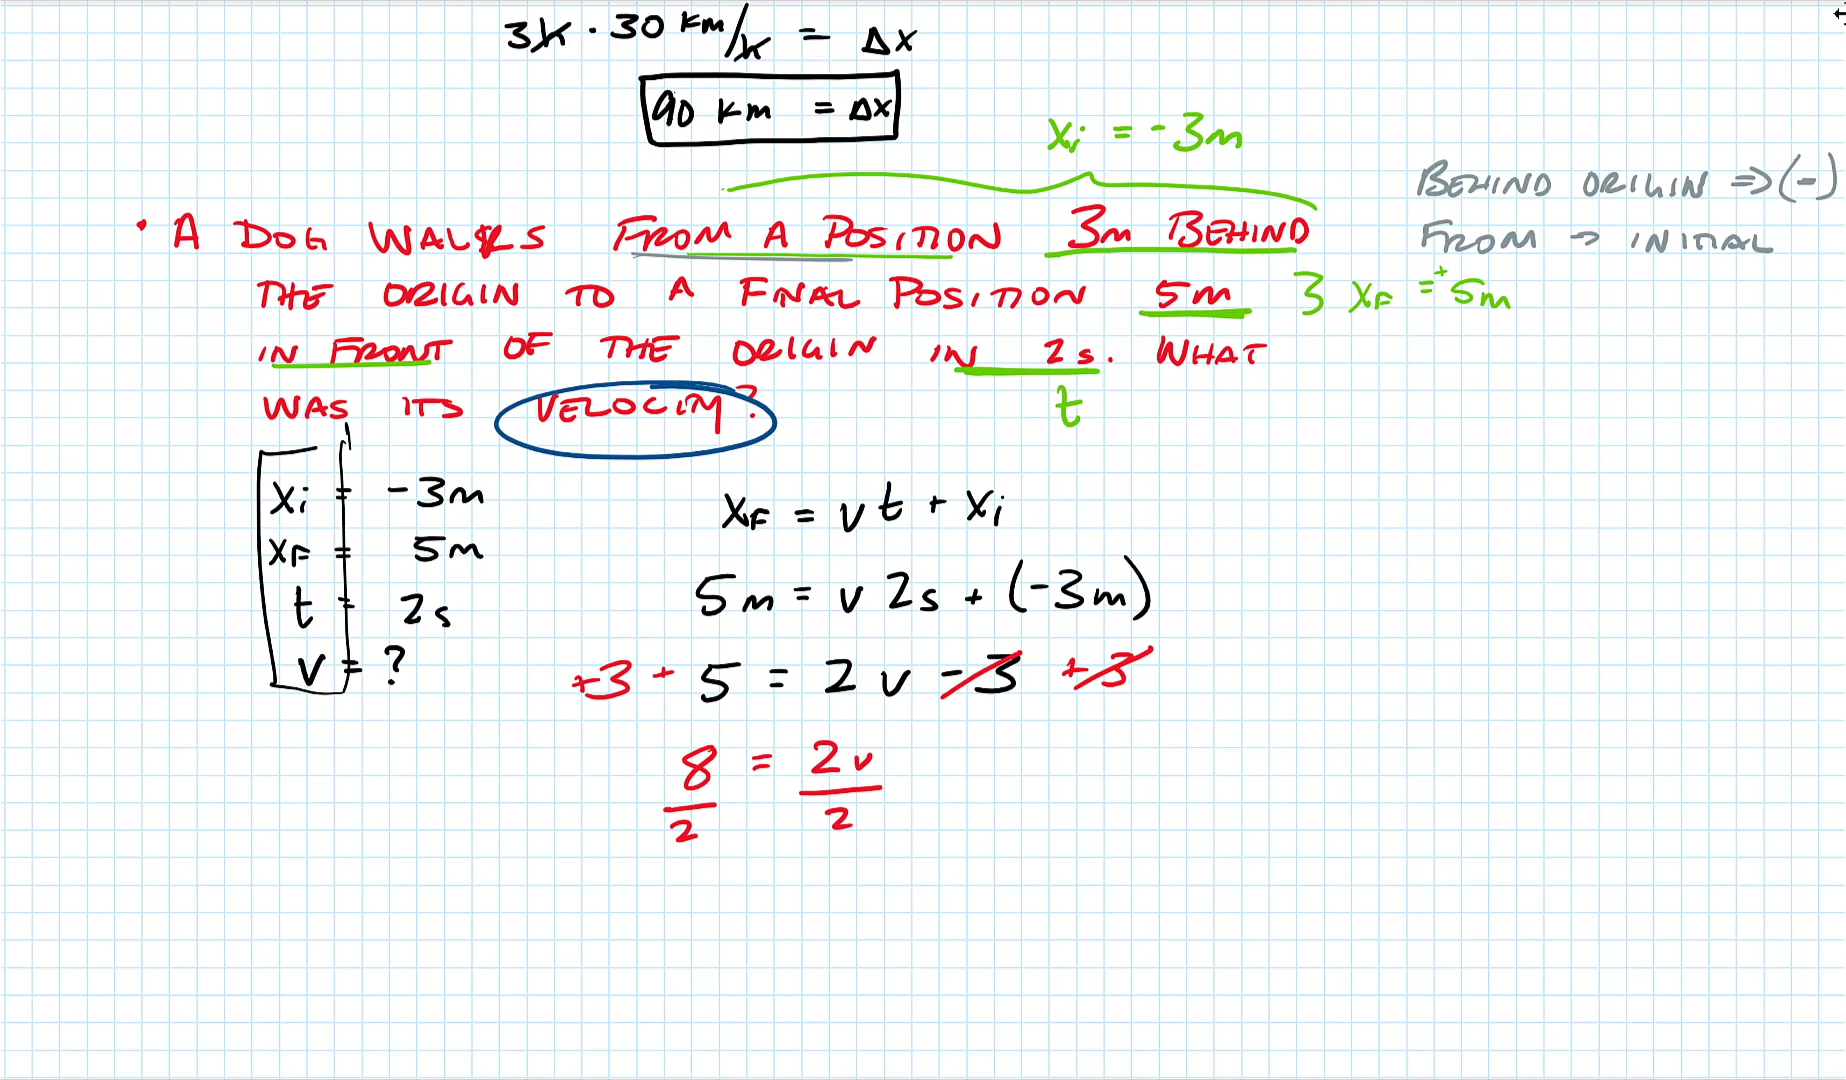 3h · 30 km/h = Δx
90 km = Δx
xi = -3m
BEHIND ORIGIN ⇒ (-)
FROM → INITIAL
• A DOG WALKS FROM A POSITION 3m BEHIND
THE ORIGIN TO A FINAL POSITION 5m } xF = +5m
IN FRONT OF THE ORIGIN IN 2s. WHAT
t
WAS ITS VELOCITY?
xi = -3m
xF = 5m
t = 2s
v = ?
xF = vt + xi
5m = v 2s + (-3m)
+3 + 5 = 2v - 3 + 3
8/2 = 2v/2